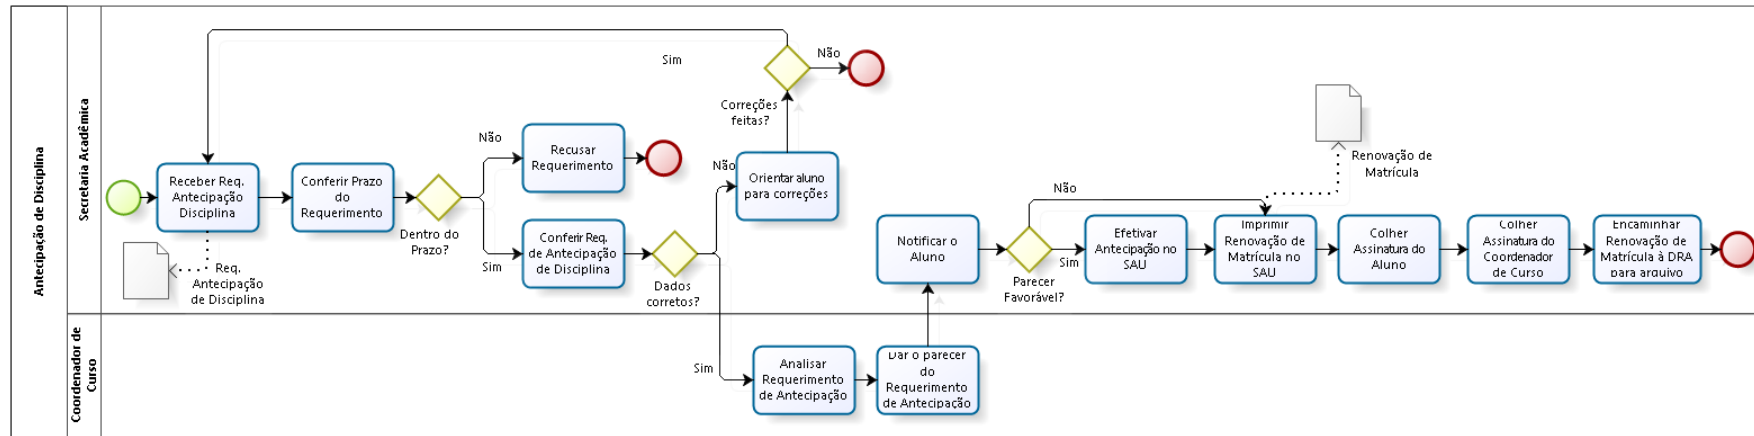 Antecipação de Disciplina
Secretaria Acadêmica
Coordenador de
Curso
Receber Req.
Antecipação
Disciplina
Req.
Antecipação
de Disciplina
Conferir Prazo
do
Requerimento
Dentro do
Prazo?
Não
Sim
Recusar
Requerimento
Conferir Req.
de Antecipação
de Disciplina
Dados
corretos?
Não
Sim
Orientar aluno
para correções
Correções
feitas?
Sim
Não
Analisar
Requerimento
de Antecipação
Dar o parecer
do
Requerimento
de Antecipação
Notificar o
Aluno
Parecer
Favorável?
Não
Sim
Efetivar
Antecipação no
SAU
Imprimir
Renovação de
Matrícula no
SAU
Renovação de
Matrícula
Colher
Assinatura do
Aluno
Colher
Assinatura do
Coordenador
de Curso
Encaminhar
Renovação de
Matrícula à DRA
para arquivo